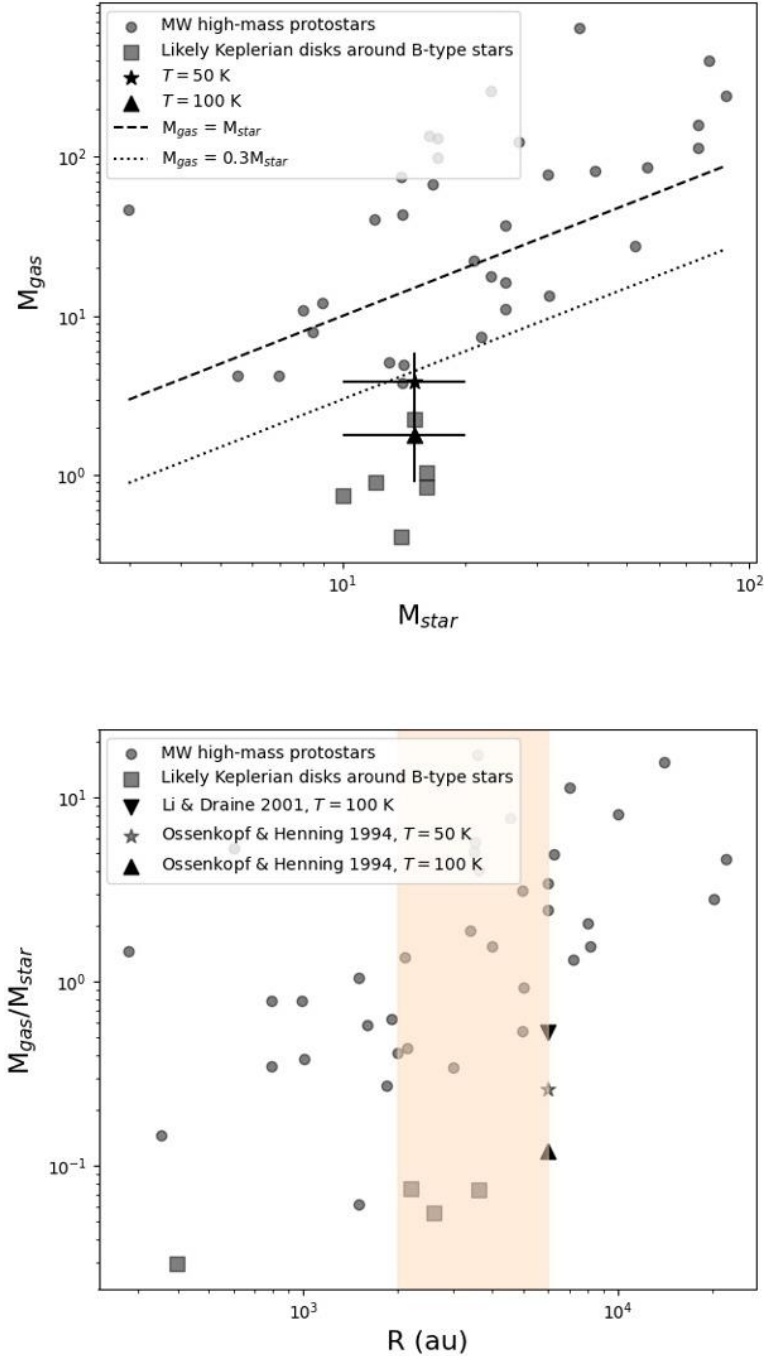 MW high-mass protostars
Likely Keplerian disks around B-type stars
T = 50 K
T = 100 K
M_gas = M_star
M_gas = 0.3M_star
10^2
10^1
10^0
M_gas
10^1
10^2
M_star
MW high-mass protostars
Likely Keplerian disks around B-type stars
Li & Draine 2001, T = 100 K
Ossenkopf & Henning 1994, T = 50 K
Ossenkopf & Henning 1994, T = 100 K
10^1
10^0
10^-1
M_gas/M_star
10^3
10^4
R (au)